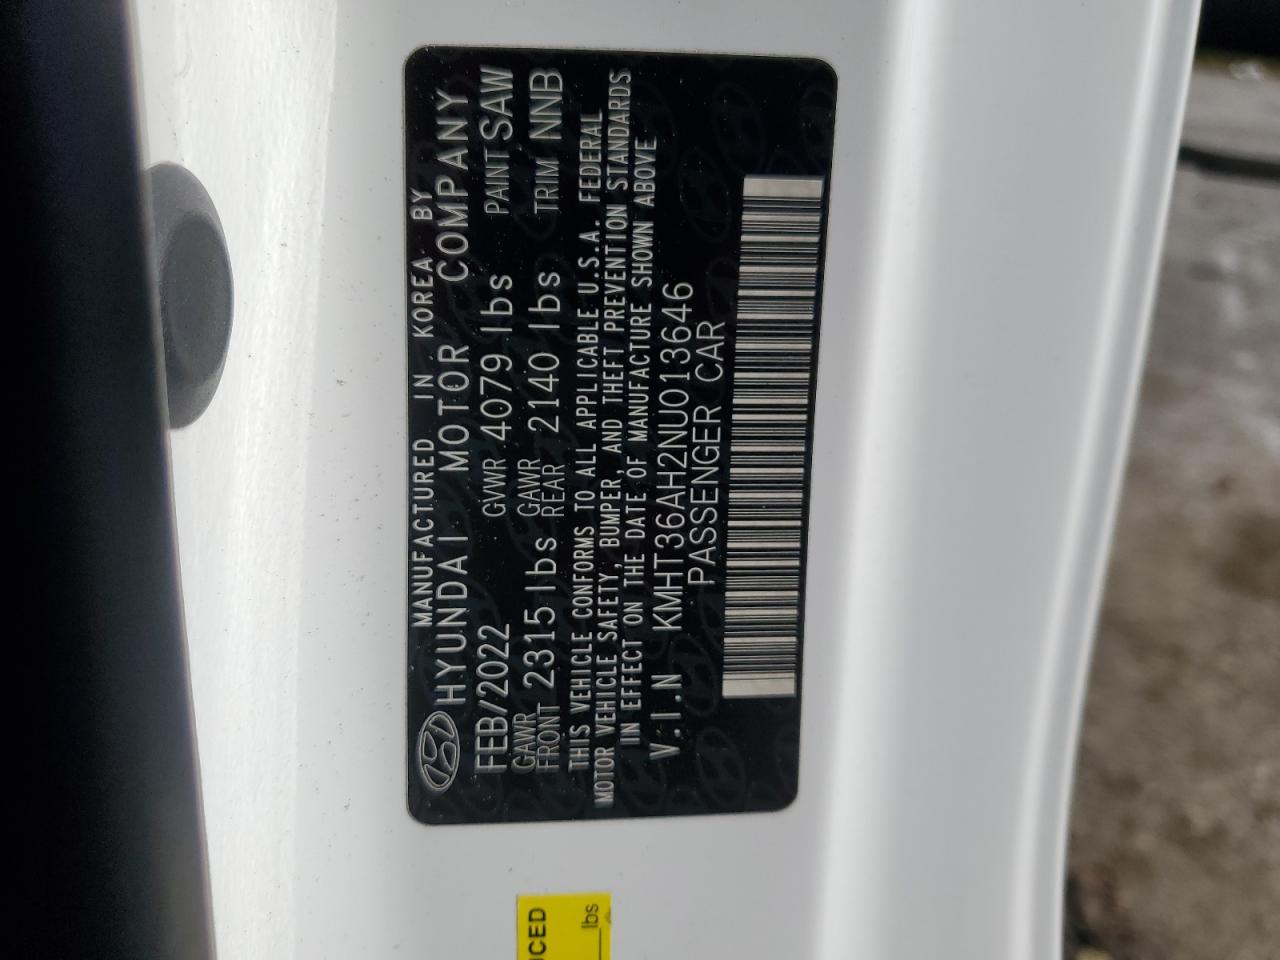 MANUFACTURED IN KOREA BY
HYUNDAI MOTOR COMPANY
FEB/2022 GVWR 4079 lbs PAINT SAW
GAWR FRONT 2315 lbs GAWR REAR 2140 lbs TRIM NNB
THIS VEHICLE CONFORMS TO ALL APPLICABLE U.S.A. FEDERAL
MOTOR VEHICLE SAFETY, BUMPER, AND THEFT PREVENTION STANDARDS
IN EFFECT ON THE DATE OF MANUFACTURE SHOWN ABOVE
V.I.N KMHT36AH2NU013646
PASSENGER CAR
UCED
lbs